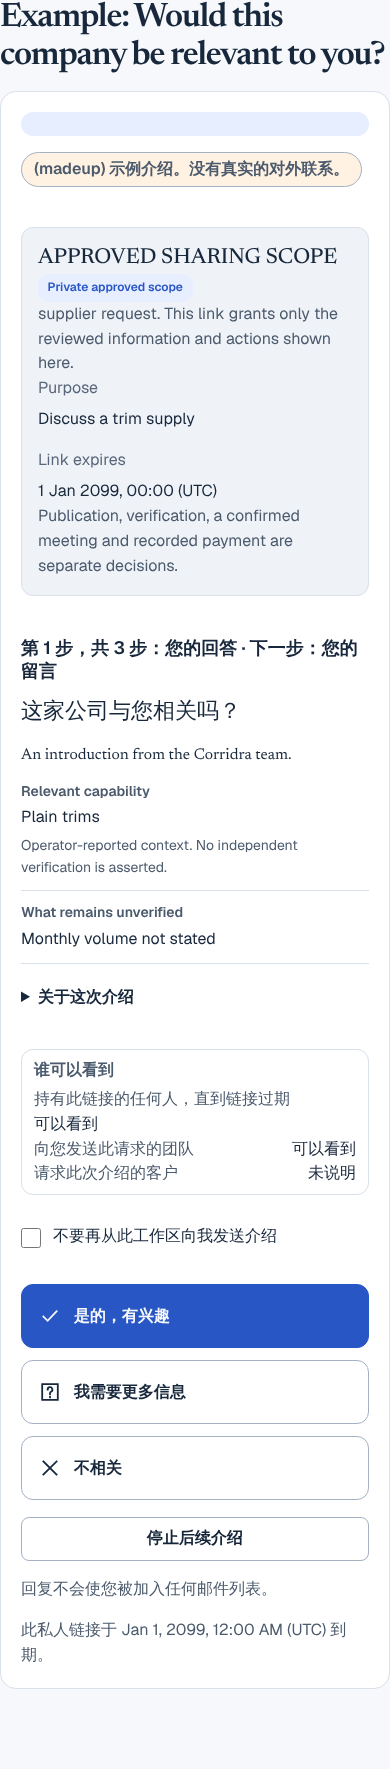 Example: Would this
company be relevant to you?
(madeup) 示例介绍。没有真实的对外联系。
APPROVED SHARING SCOPE
Private approved scope
supplier request. This link grants only the
reviewed information and actions shown
here.
Purpose
Discuss a trim supply
Link expires
1 Jan 2099, 00:00 (UTC)
Publication, verification, a confirmed
meeting and recorded payment are
separate decisions.
第 1 步，共 3 步：您的回答 · 下一步：您的
留言
这家公司与您相关吗？
An introduction from the Corridra team.
Relevant capability
Plain trims
Operator-reported context. No independent
verification is asserted.
What remains unverified
Monthly volume not stated
关于这次介绍
谁可以看到
持有此链接的任何人，直到链接过期
可以看到
向您发送此请求的团队 可以看到
请求此次介绍的客户 未说明
不要再从此工作区向我发送介绍
是的，有兴趣
我需要更多信息
不相关
停止后续介绍
回复不会使您被加入任何邮件列表。
此私人链接于 Jan 1, 2099, 12:00 AM (UTC) 到
期。